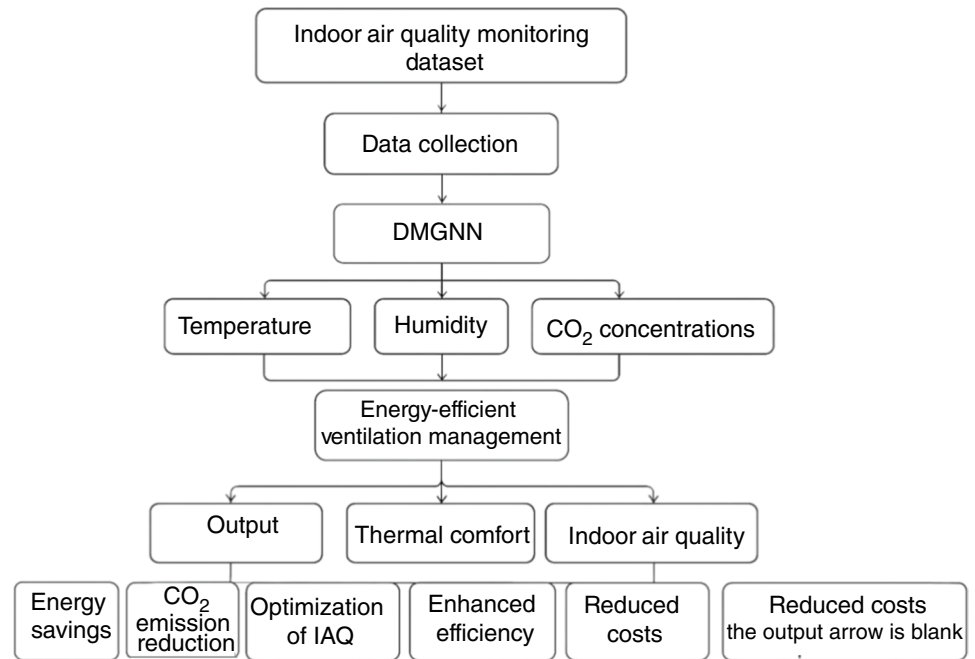 Indoor air quality monitoring
dataset
Data collection
DMGNN
Temperature
Humidity
CO2 concentrations
Energy-efficient
ventilation management
Output
Thermal comfort
Indoor air quality
Energy
savings
CO2
emission
reduction
Optimization
of IAQ
Enhanced
efficiency
Reduced
costs
Reduced costs
the output arrow is blank